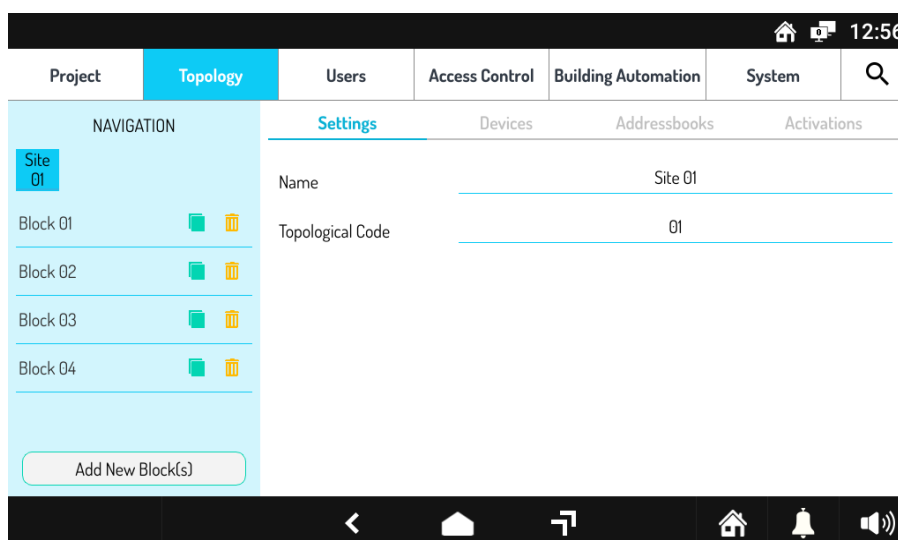 12:56
Project Topology Users Access Control Building Automation System
NAVIGATION Settings Devices Addressbooks Activations
Site
01
Name Site 01
Block 01
Topological Code 01
Block 02
Block 03
Block 04
Add New Block(s)